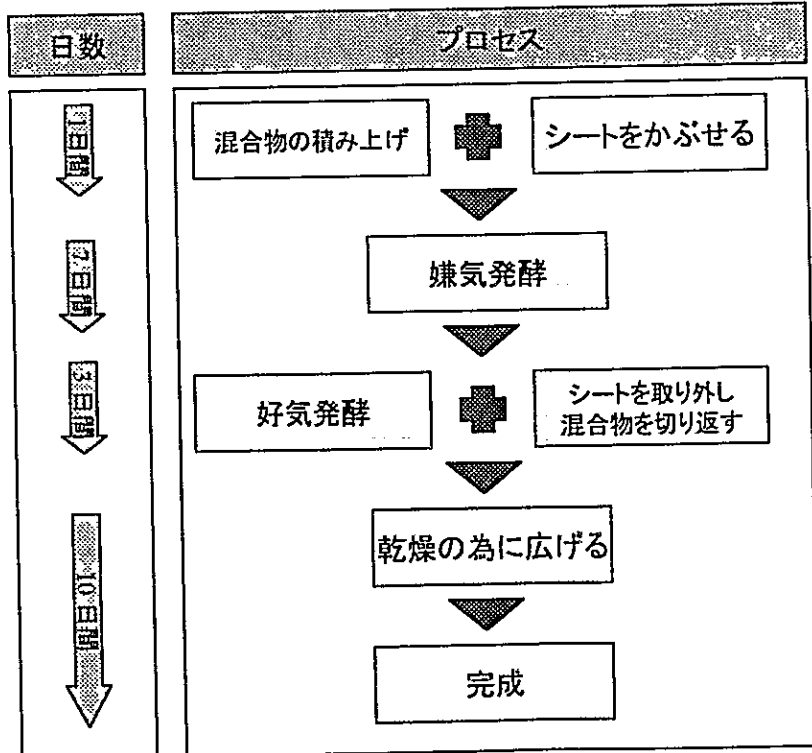 日数
プロセス
1日間
混合物の積み上げ
シートをかぶせる
7日間
嫌気発酵
3日間
好気発酵
シートを取り外し
混合物を切り返す
10日間
乾燥の為に広げる
完成